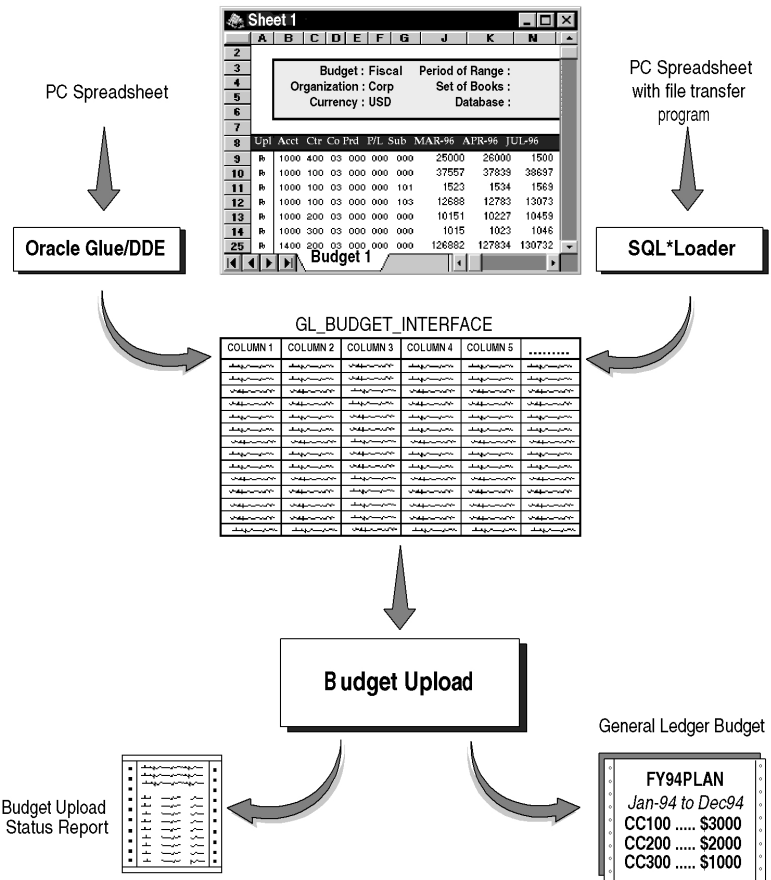 Sheet 1
A B C D E F G J K N
2
3
4
5
6
7
8
9
10
11
12
13
14
25
Budget : Fiscal Period of Range :
Organization : Corp Set of Books :
Currency : USD Database :
Upl Acct Ctr Co Prd P/L Sub MAR-96 APR-96 JUL-96
1000 400 03 000 000 000 25000 26000 1500
1000 100 03 000 000 000 37557 37839 38697
1000 100 03 000 000 101 1523 1534 1569
1000 100 03 000 000 103 12688 12783 13073
1000 200 03 000 000 000 10151 10227 10459
1000 300 03 000 000 000 1015 1023 1046
1400 200 03 000 000 000 126882 127834 130732
Budget 1
PC Spreadsheet
Oracle Glue/DDE
PC Spreadsheet
with file transfer
program
SQL*Loader
GL_BUDGET_INTERFACE
COLUMN 1 COLUMN 2 COLUMN 3 COLUMN 4 COLUMN 5 .........
Budget Upload
Budget Upload
Status Report
General Ledger Budget
FY94PLAN
Jan-94 to Dec94
CC100 ..... $3000
CC200 ..... $2000
CC300 ..... $1000